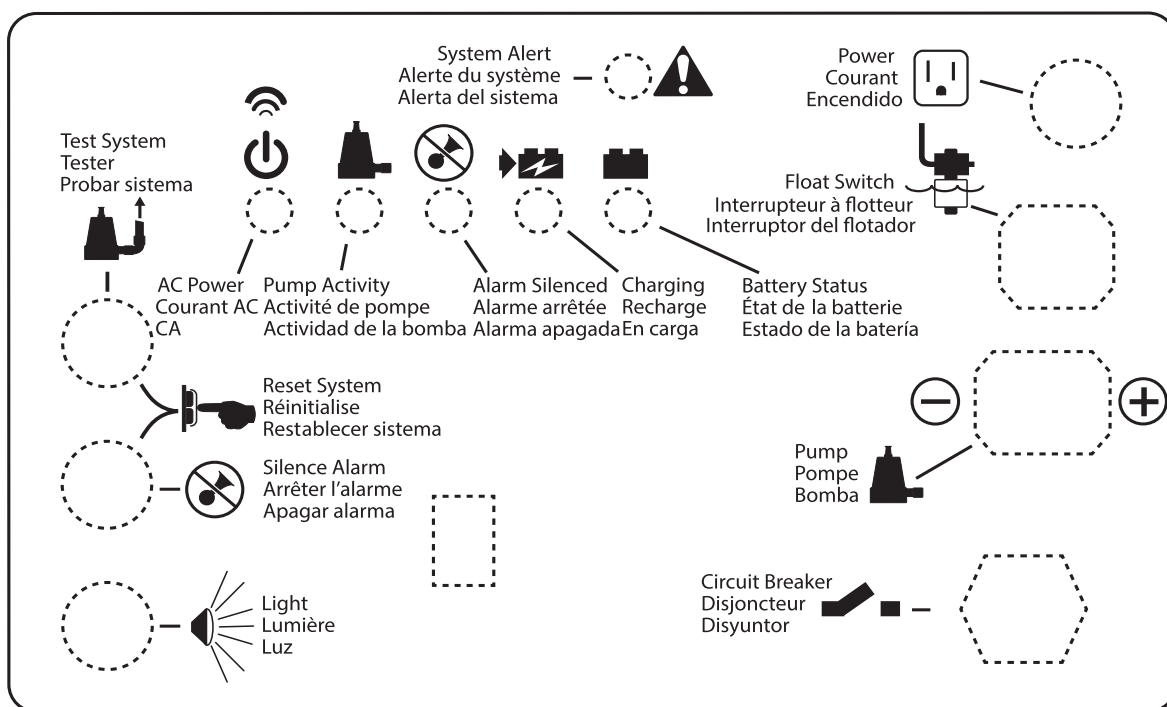 System Alert
Alerte du système
Alerta del sistema
Power
Courant
Encendido
Test System
Tester
Probar sistema
Float Switch
Interrupteur à flotteur
Interruptor del flotador
AC Power
Courant AC
CA
Pump Activity
Activité de pompe
Actividad de la bomba
Alarm Silenced
Alarme arrêtée
Alarma apagada
Charging
Recharge
En carga
Battery Status
État de la batterie
Estado de la batería
Reset System
Réinitialise
Restablecer sistema
Silence Alarm
Arrêter l'alarme
Apagar alarma
Pump
Pompe
Bomba
Light
Lumière
Luz
Circuit Breaker
Disjoncteur
Disyuntor